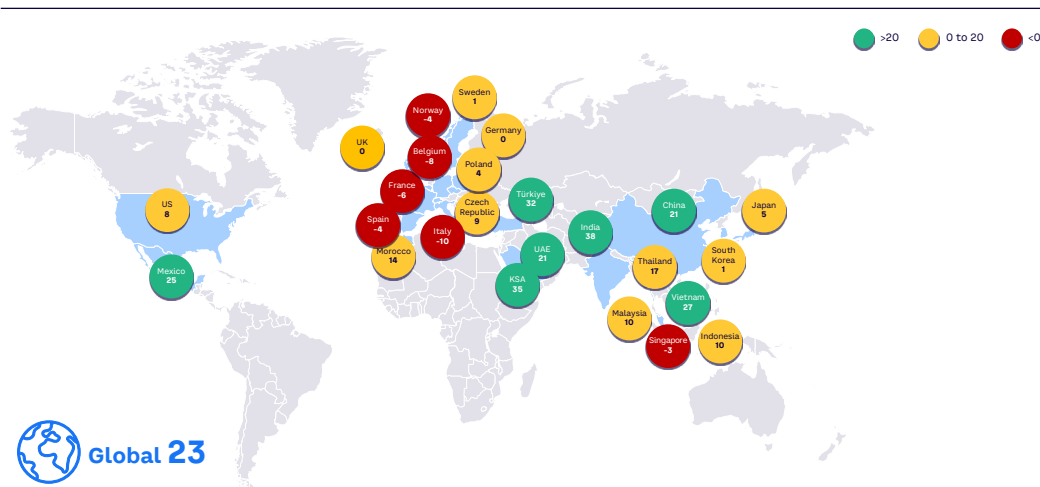 >20
0 to 20
<0
Sweden
1
Norway
-4
Germany
0
UK
0
Belgium
-8
Poland
4
France
-6
Türkiye
32
Czech
Republic
9
US
8
Spain
-4
Italy
-10
Morocco
14
India
38
China
21
Japan
5
UAE
21
KSA
35
Thailand
17
South
Korea
1
Mexico
25
Vietnam
27
Malaysia
10
Singapore
-3
Indonesia
10
Global 23